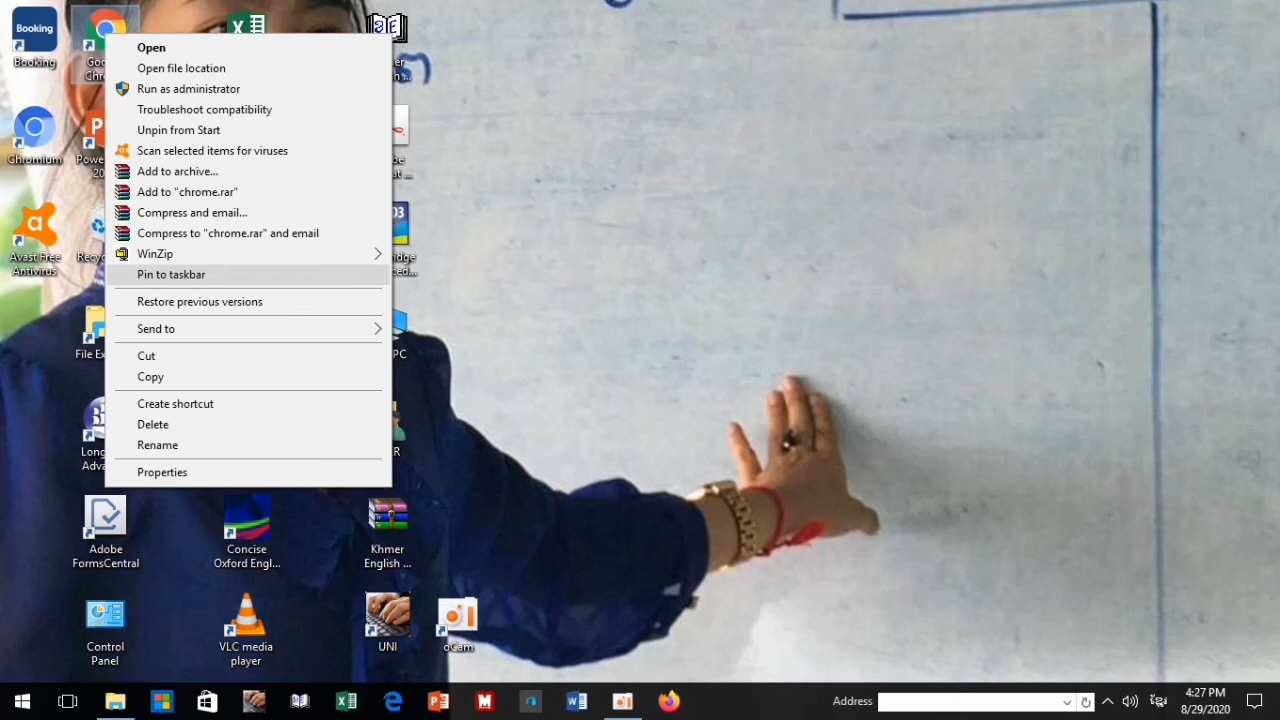 Booking
Booking
Open
Open file location
Run as administrator
Troubleshoot compatibility
Unpin from Start
Scan selected items for viruses
Add to archive...
Add to "chrome.rar"
Compress and email...
Compress to "chrome.rar" and email
WinZip
Pin to taskbar
Restore previous versions
Send to
Cut
Copy
Create shortcut
Delete
Rename
Properties
Chromium
Avast Free
Antivirus
PC
Adobe
FormsCentral
Concise
Oxford Engl...
Khmer
English ...
Control
Panel
VLC media
player
UNI
oCam
Address
4:27 PM
8/29/2020